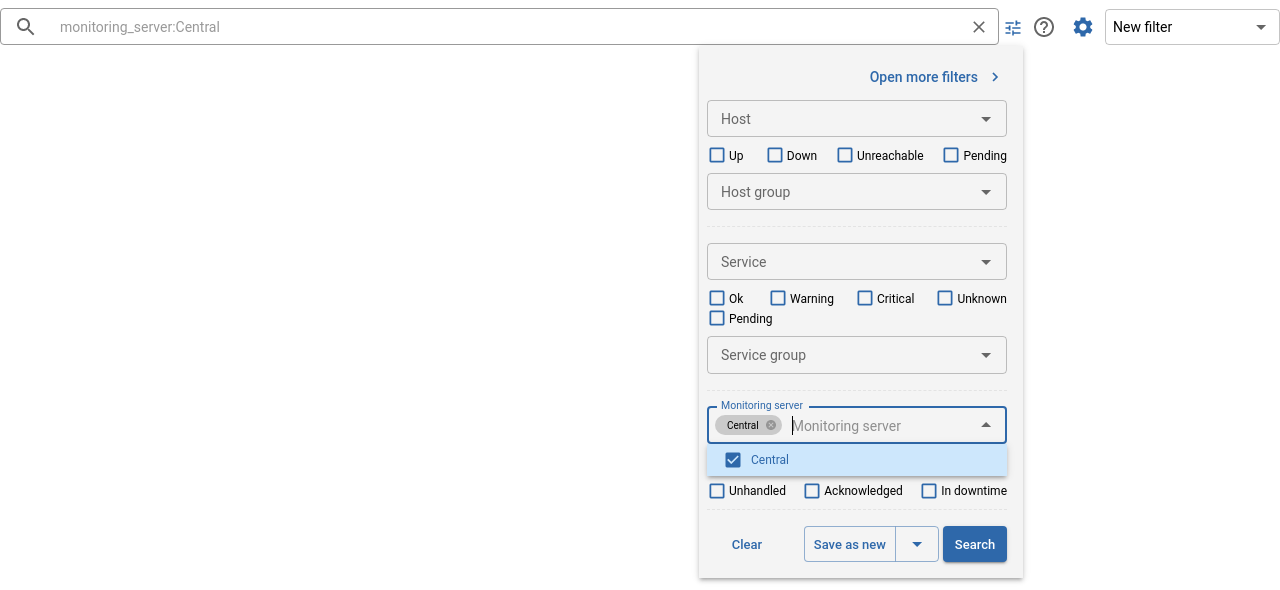 monitoring_server:Central
New filter
Open more filters
Host
Up Down Unreachable Pending
Host group
Service
Ok Warning Critical Unknown
Pending
Service group
Monitoring server
Central Monitoring server
Central
Unhandled Acknowledged In downtime
Clear Save as new Search